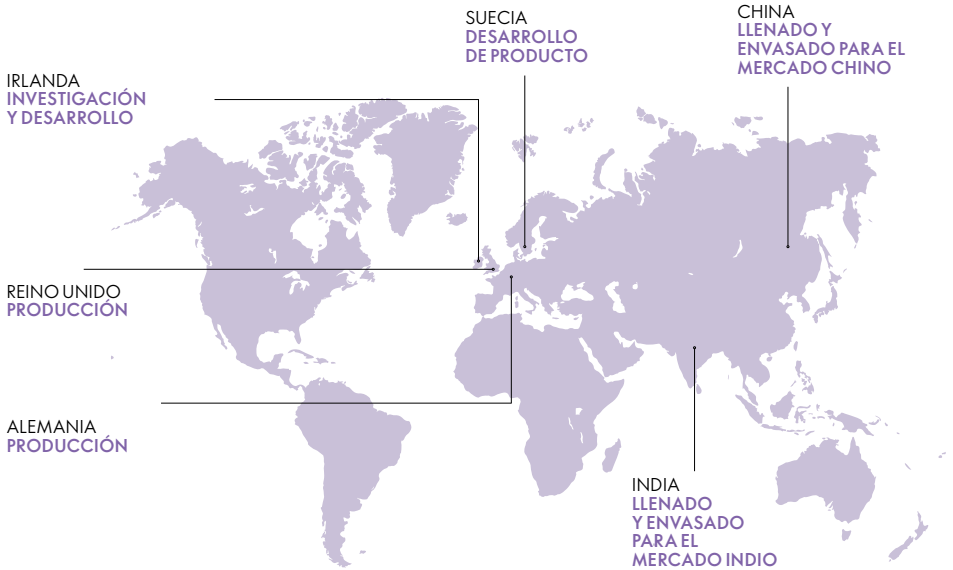 SUECIA
DESARROLLO
DE PRODUCTO
CHINA
LLENADO Y
ENVASADO PARA EL
MERCADO CHINO
IRLANDA
INVESTIGACIÓN
Y DESARROLLO
REINO UNIDO
PRODUCCIÓN
ALEMANIA
PRODUCCIÓN
INDIA
LLENADO
Y ENVASADO
PARA EL
MERCADO INDIO